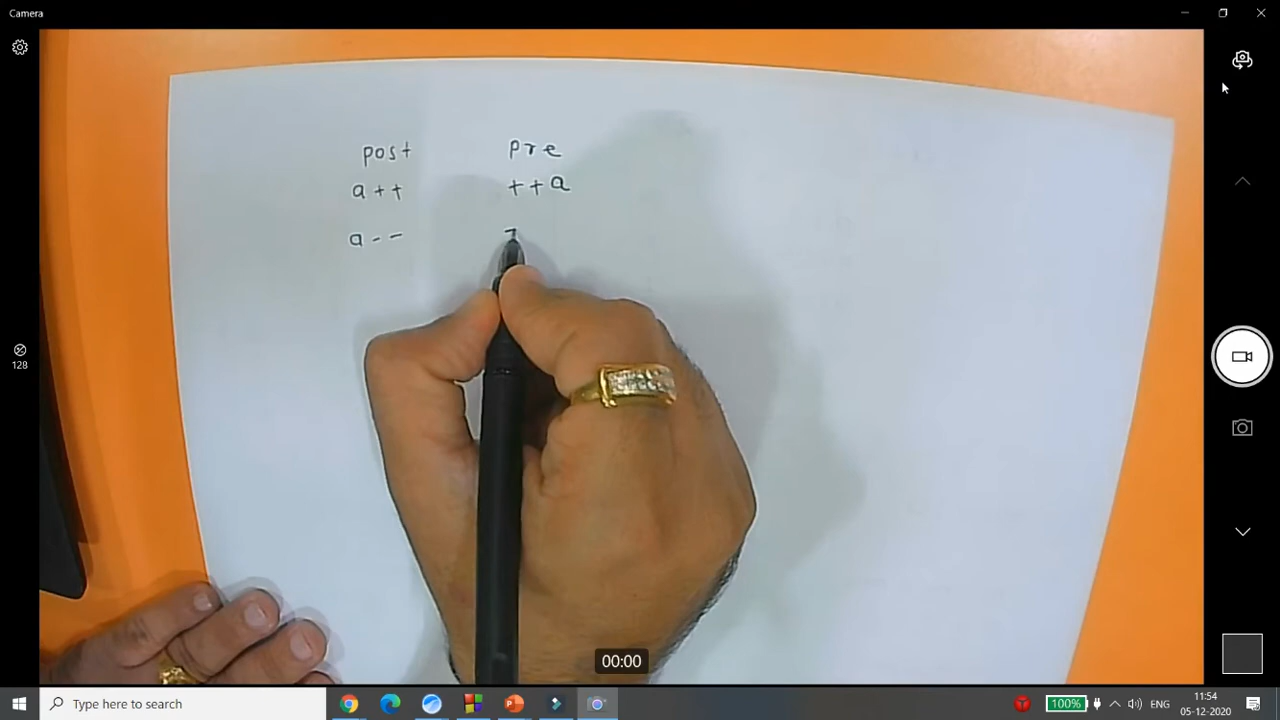 Camera
post pre
a++ ++a
a-- -
128
00:00
Type here to search
100%
ENG
11:54
05-12-2020